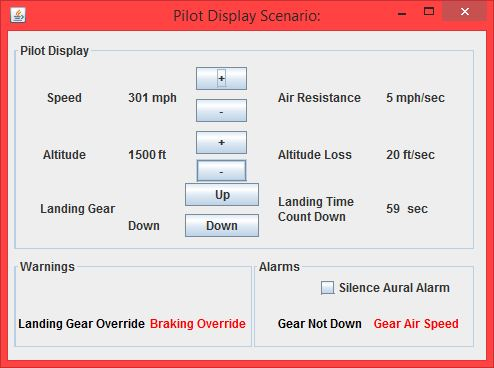 Pilot Display Scenario:
Pilot Display
Speed 301 mph + Air Resistance 5 mph/sec
-
Altitude 1500 ft + Altitude Loss 20 ft/sec
-
Landing Gear Up Landing Time
Count Down 59 sec
Down Down
Warnings Alarms
Silence Aural Alarm
Landing Gear Override Braking Override Gear Not Down Gear Air Speed